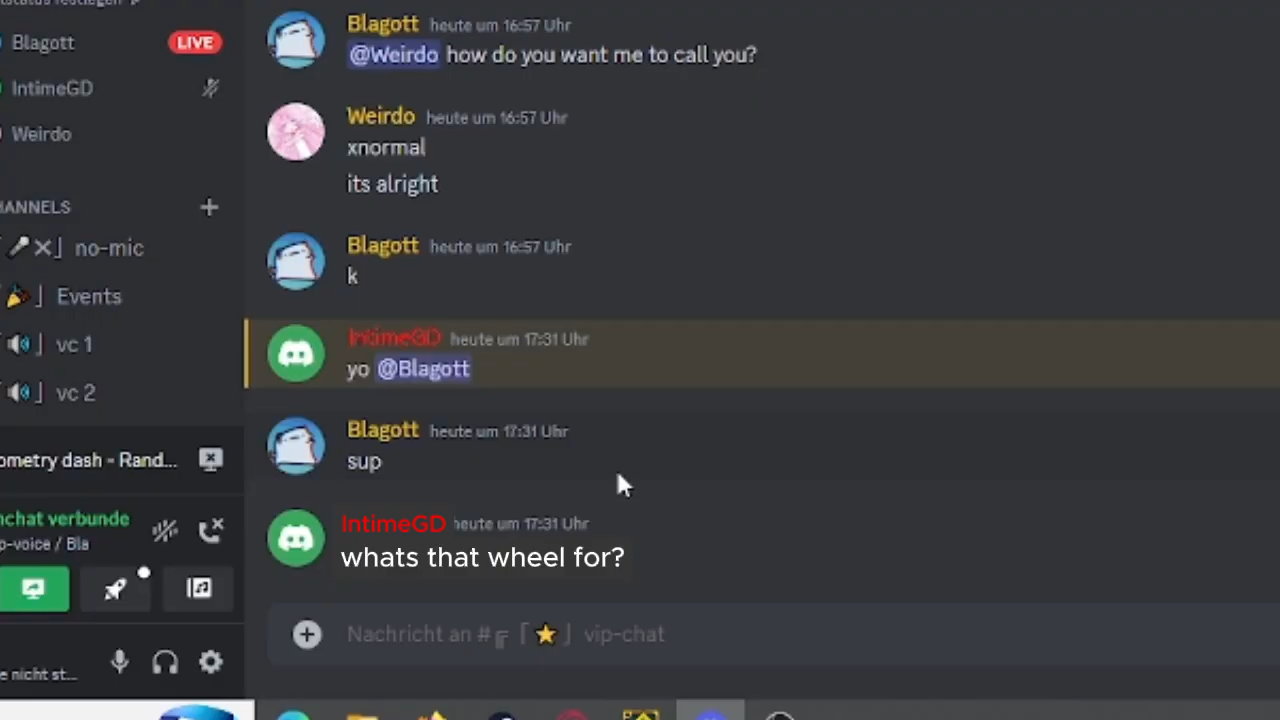 Blagott LIVE
IntimeGD
Weirdo
HANNELS
no-mic
Events
vc 1
vc 2
ometry dash - Rand...
chat verbunde
p-voice / Bla
e nicht st...
Blagott heute um 16:57 Uhr
@Weirdo how do you want me to call you?
Weirdo heute um 16:57 Uhr
xnormal
its alright
Blagott heute um 16:57 Uhr
k
IntimeGD heute um 17:31 Uhr
yo @Blagott
Blagott heute um 17:31 Uhr
sup
IntimeGD heute um 17:31 Uhr
whats that wheel for?
Nachricht an #╔「⭐」vip-chat